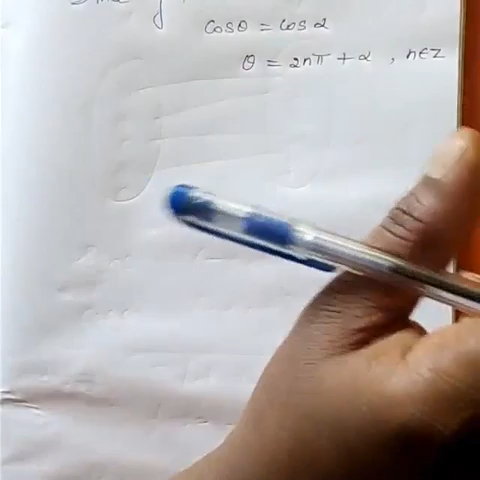 cosθ = cos α
θ = 2nπ + α , n∈Z